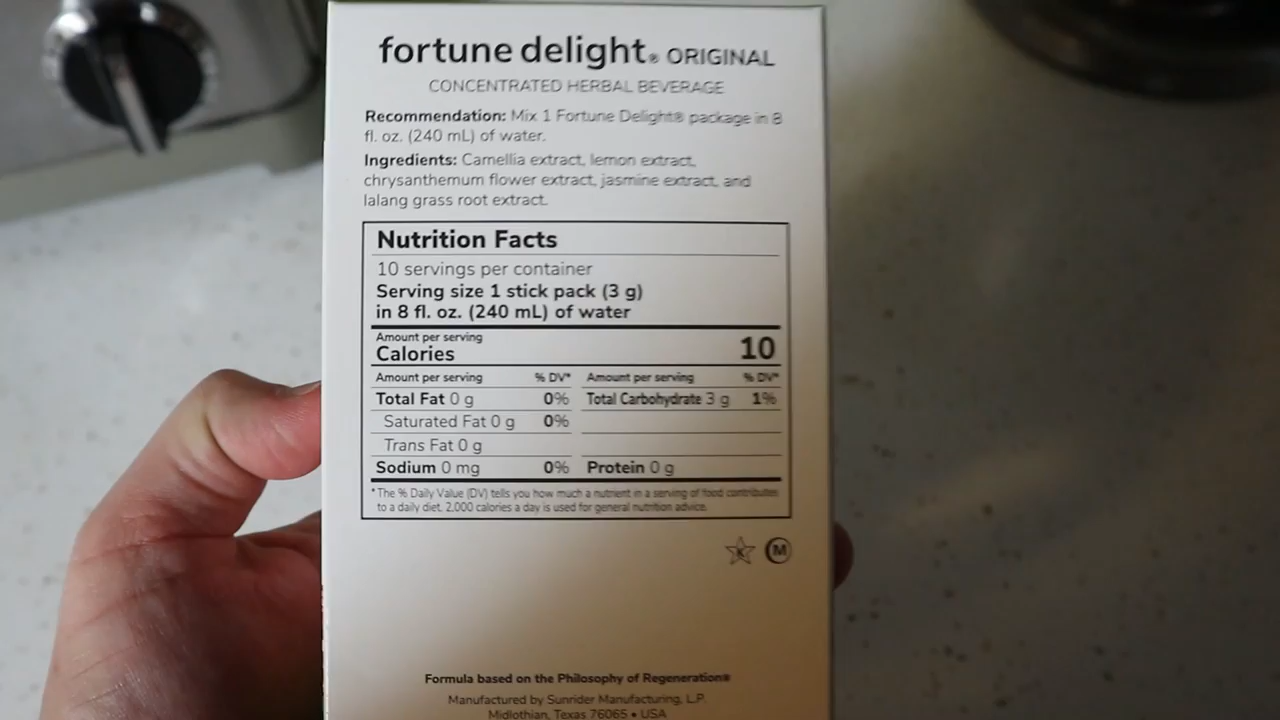 fortune delight® ORIGINAL
CONCENTRATED HERBAL BEVERAGE
Recommendation: Mix 1 Fortune Delight® package in 8
fl. oz. (240 mL) of water.
Ingredients: Camellia extract, lemon extract,
chrysanthemum flower extract, jasmine extract, and
lalang grass root extract.
Nutrition Facts
10 servings per container
Serving size 1 stick pack (3 g)
in 8 fl. oz. (240 mL) of water
Amount per serving
Calories 10
Amount per serving % DV* Amount per serving % DV*
Total Fat 0 g 0% Total Carbohydrate 3 g 1%
Saturated Fat 0 g 0%
Trans Fat 0 g
Sodium 0 mg 0% Protein 0 g
* The % Daily Value (DV) tells you how much a nutrient in a serving of food contributes
to a daily diet. 2,000 calories a day is used for general nutrition advice.
K M
Formula based on the Philosophy of Regeneration®
Manufactured by Sunrider Manufacturing, L.P.
Midlothian, Texas 76065 • USA